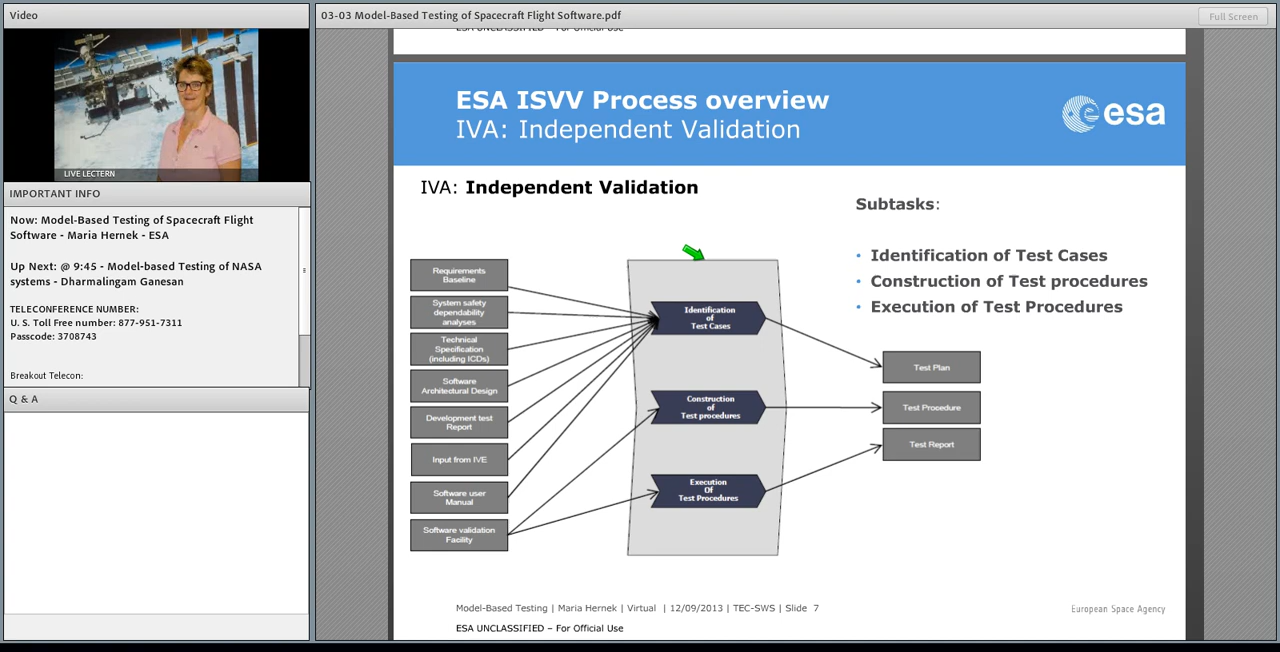 Video
LIVE LECTERN
IMPORTANT INFO
Now: Model-Based Testing of Spacecraft Flight
Software - Maria Hernek - ESA
Up Next: @ 9:45 - Model-based Testing of NASA
systems - Dharmalingam Ganesan
TELECONFERENCE NUMBER:
U. S. Toll Free number: 877-951-7311
Passcode: 3708743
Breakout Telecon:
Q & A
03-03 Model-Based Testing of Spacecraft Flight Software.pdf
Full Screen
ESA UNCLASSIFIED – For Official Use
ESA ISVV Process overview
IVA: Independent Validation
esa
IVA: Independent Validation
Subtasks:
• Identification of Test Cases
• Construction of Test procedures
• Execution of Test Procedures
Requirements
Baseline
System safety
dependability
analyses
Technical
Specification
(including ICDs)
Software
Architectural Design
Development test
Report
Input from IVE
Software user
Manual
Software validation
Facility
Identification
of
Test Cases
Construction
of
Test procedures
Execution
Of
Test Procedures
Test Plan
Test Procedure
Test Report
Model-Based Testing | Maria Hernek | Virtual | 12/09/2013 | TEC-SWS | Slide 7
European Space Agency
ESA UNCLASSIFIED – For Official Use